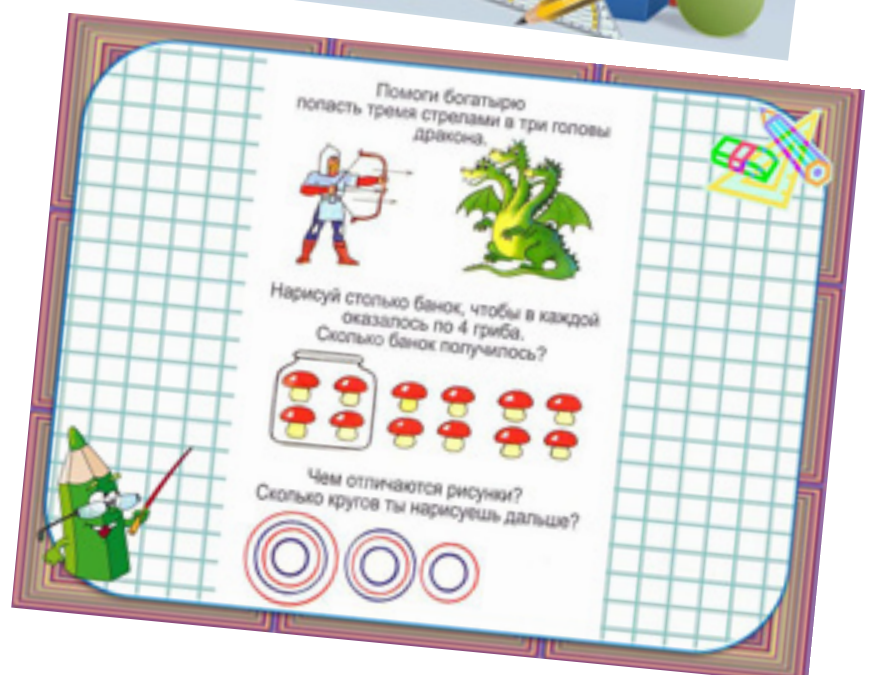 Помоги богатырю
попасть тремя стрелами в три головы
дракона.
Нарисуй столько банок, чтобы в каждой
оказалось по 4 гриба.
Сколько банок получилось?
Чем отличаются рисунки?
Сколько кругов ты нарисуешь дальше?